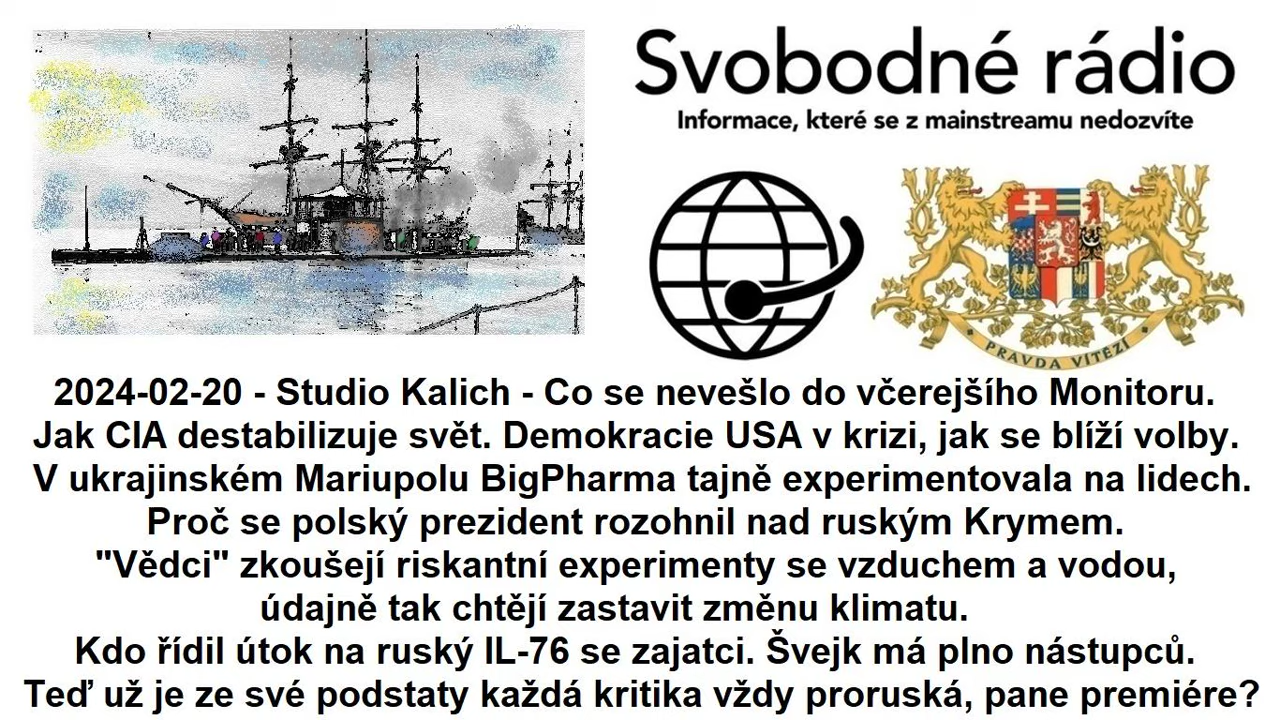 Svobodné rádio
Informace, které se z mainstreamu nedozvíte
PRAVDA VÍTĚZÍ
2024-02-20 - Studio Kalich - Co se nevešlo do včerejšího Monitoru.
Jak CIA destabilizuje svět. Demokracie USA v krizi, jak se blíží volby.
V ukrajinském Mariupolu BigPharma tajně experimentovala na lidech.
Proč se polský prezident rozohnil nad ruským Krymem.
"Vědci" zkoušejí riskantní experimenty se vzduchem a vodou,
údajně tak chtějí zastavit změnu klimatu.
Kdo řídil útok na ruský IL-76 se zajatci. Švejk má plno nástupců.
Teď už je ze své podstaty každá kritika vždy proruská, pane premiére?